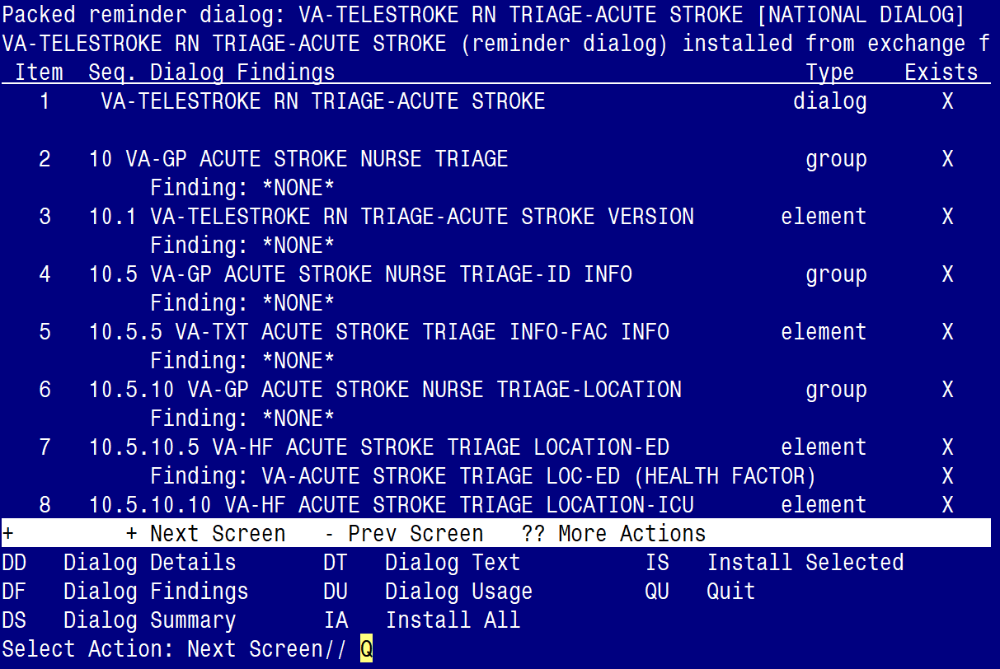 Packed reminder dialog: VA-TELESTROKE RN TRIAGE-ACUTE STROKE [NATIONAL DIALOG]
VA-TELESTROKE RN TRIAGE-ACUTE STROKE (reminder dialog) installed from exchange f
Item Seq. Dialog Findings Type Exists
1 VA-TELESTROKE RN TRIAGE-ACUTE STROKE dialog X
2 10 VA-GP ACUTE STROKE NURSE TRIAGE group X
Finding: *NONE*
3 10.1 VA-TELESTROKE RN TRIAGE-ACUTE STROKE VERSION element X
Finding: *NONE*
4 10.5 VA-GP ACUTE STROKE NURSE TRIAGE-ID INFO group X
Finding: *NONE*
5 10.5.5 VA-TXT ACUTE STROKE TRIAGE INFO-FAC INFO element X
Finding: *NONE*
6 10.5.10 VA-GP ACUTE STROKE NURSE TRIAGE-LOCATION group X
Finding: *NONE*
7 10.5.10.5 VA-HF ACUTE STROKE TRIAGE LOCATION-ED element X
Finding: VA-ACUTE STROKE TRIAGE LOC-ED (HEALTH FACTOR) X
8 10.5.10.10 VA-HF ACUTE STROKE TRIAGE LOCATION-ICU element X
+ + Next Screen - Prev Screen ?? More Actions
DD Dialog Details DT Dialog Text IS Install Selected
DF Dialog Findings DU Dialog Usage QU Quit
DS Dialog Summary IA Install All
Select Action: Next Screen// Q